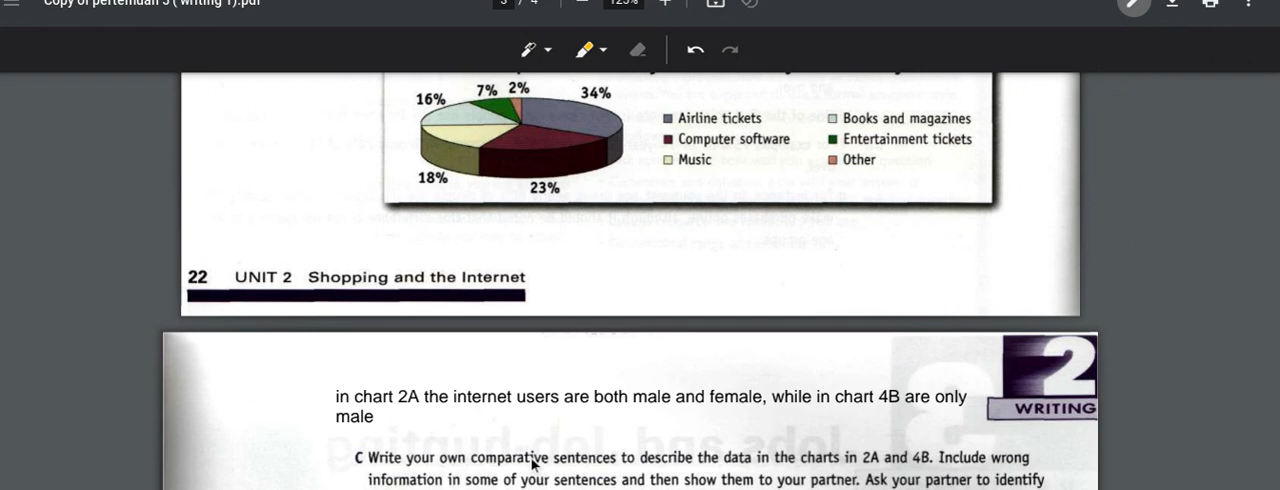 Copy of pertemuan 3 ( writing 1).pdf
3 / 4
125%
7% 2%
34%
16%
18%
23%
Airline tickets
Computer software
Music
Books and magazines
Entertainment tickets
Other
22 UNIT 2 Shopping and the Internet
2
WRITING
in chart 2A the internet users are both male and female, while in chart 4B are only
male
C Write your own comparative sentences to describe the data in the charts in 2A and 4B. Include wrong
information in some of your sentences and then show them to your partner. Ask your partner to identify